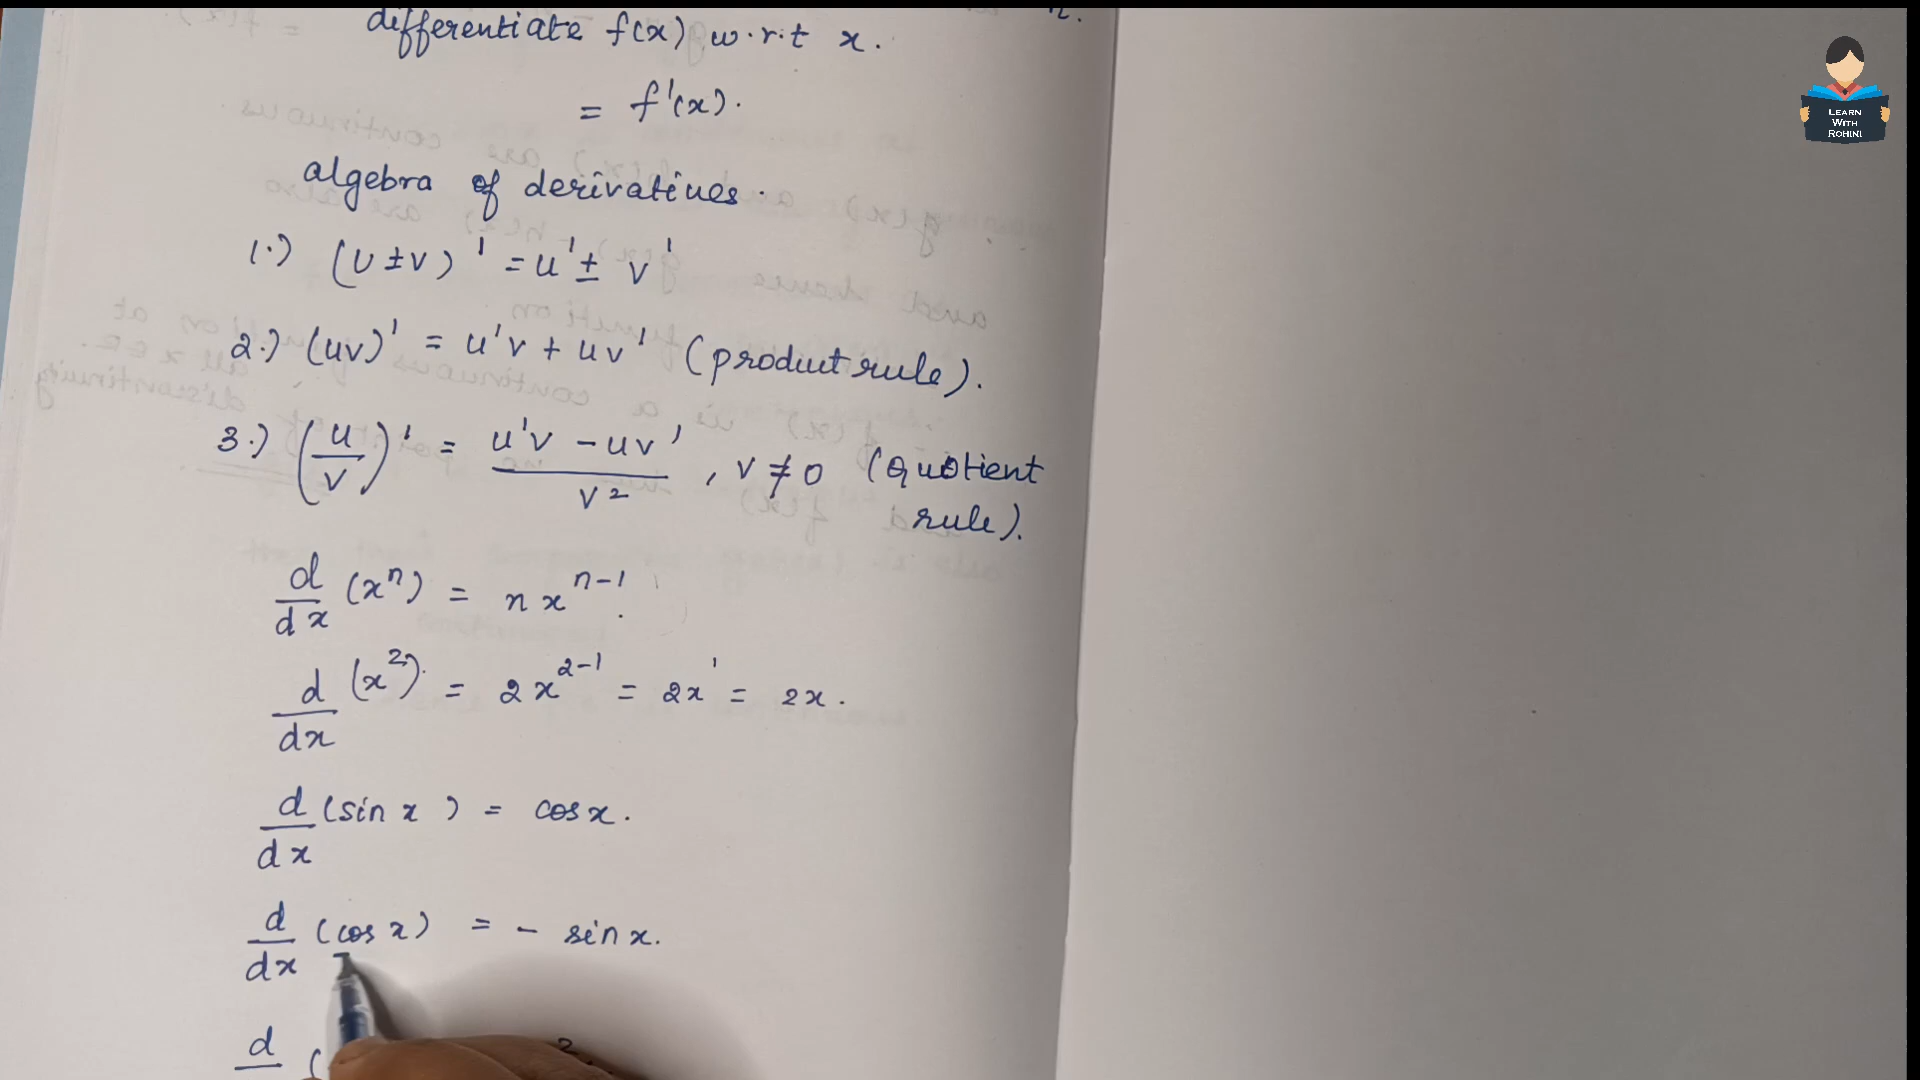 differentiate f(x) w.r.t x.
= f'(x).
algebra of derivatives.
1.) (u ± v)' = u' ± v'
2.) (uv)' = u'v + uv' (product rule).
3.) (u/v)' = (u'v - uv')/v², v ≠ 0 (Quotient
rule).
d/dx (xⁿ) = n xⁿ⁻¹.
d/dx (x²) = 2x²⁻¹ = 2x¹ = 2x.
d/dx (sin x) = cos x.
d/dx (cos x) = - sin x.
d (
LEARN
WITH
ROHINI